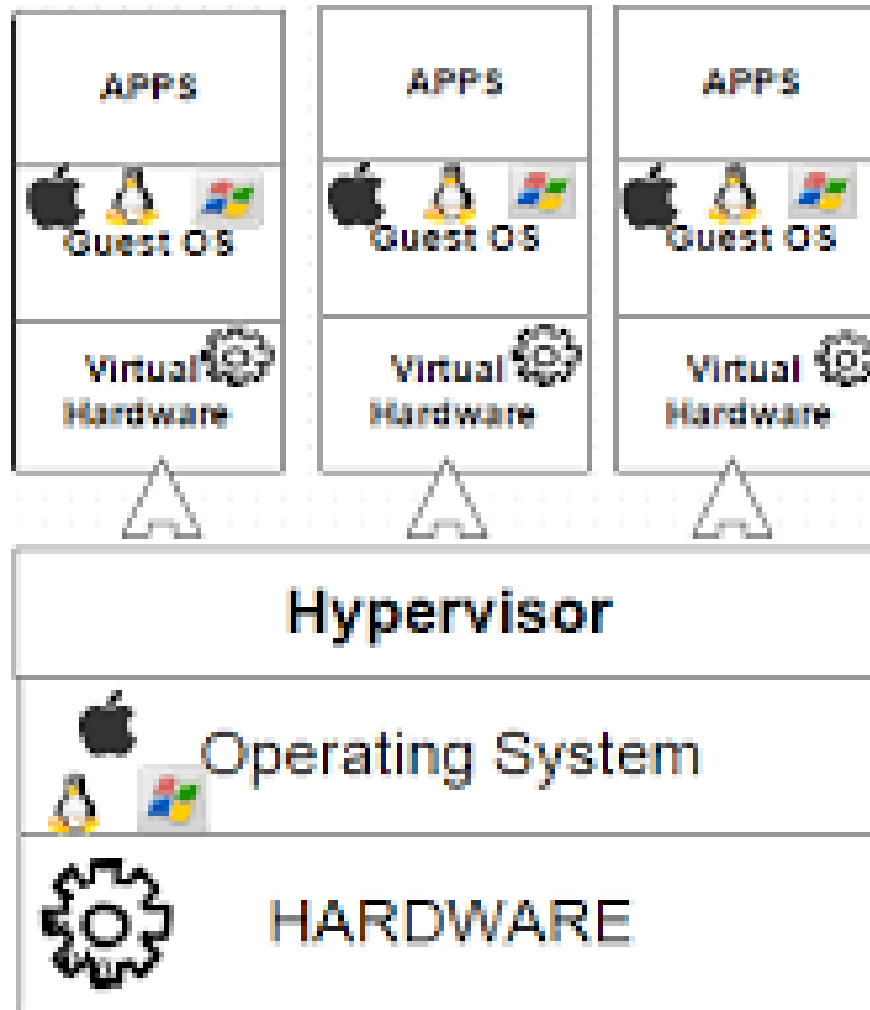 APPS
APPS
APPS
Guest OS
Guest OS
Guest OS
Virtual
Hardware
Virtual
Hardware
Virtual
Hardware
Hypervisor
Operating System
HARDWARE